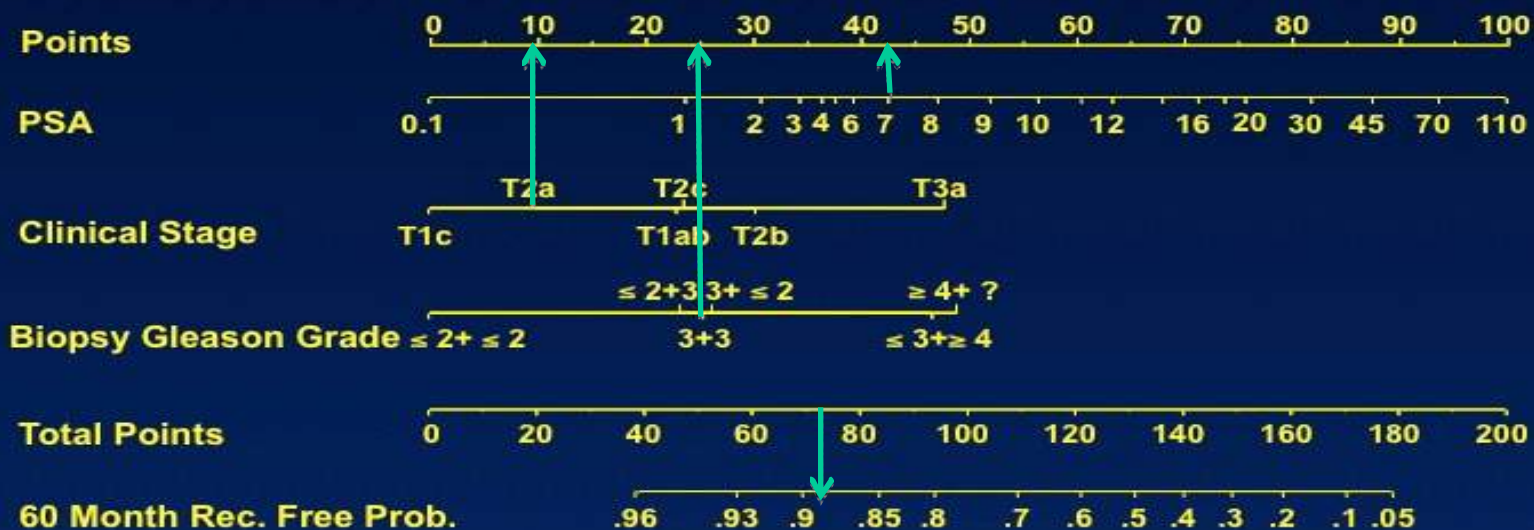 0 10 20 30 40 50 60 70 80 90 100
Points
PSA
0.1 1 2 3 4 6 7 8 9 10 12 16 20 30 45 70 110
T2a T2c T3a
Clinical Stage
T1c T1ab T2b
≤ 2+3 3+ ≤ 2 ≥ 4+ ?
Biopsy Gleason Grade ≤ 2+ ≤ 2 3+3 ≤ 3+≥ 4
Total Points 0 20 40 60 80 100 120 140 160 180 200
60 Month Rec. Free Prob. .96 .93 .9 .85 .8 .7 .6 .5 .4 .3 .2 .1 .05